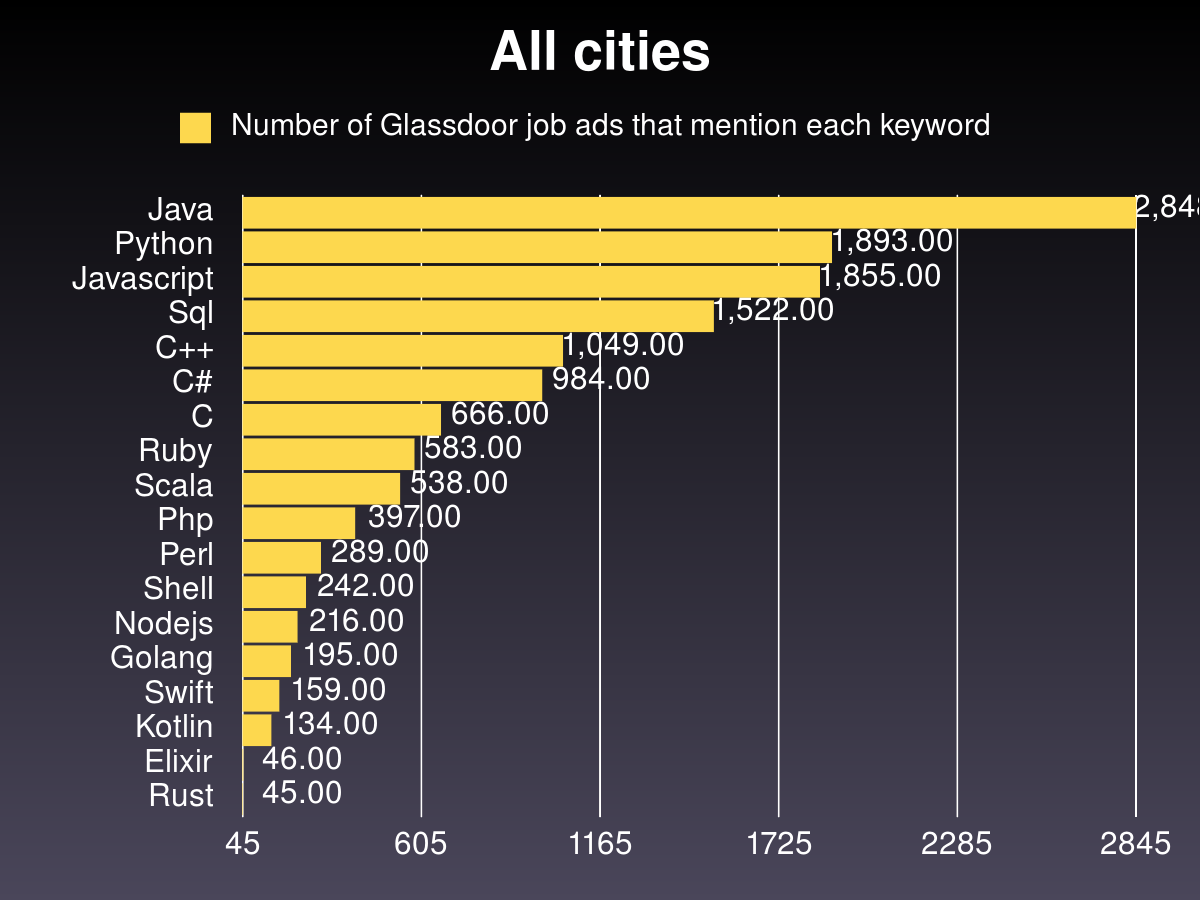 All cities
Number of Glassdoor job ads that mention each keyword
Java
Python 1,893.00
Javascript 1,855.00
Sql 1,522.00
C++ 1,049.00
C# 984.00
C 666.00
Ruby 583.00
Scala 538.00
Php 397.00
Perl 289.00
Shell 242.00
Nodejs 216.00
Golang 195.00
Swift 159.00
Kotlin 134.00
Elixir 46.00
Rust 45.00
45 605 1165 1725 2285 2845